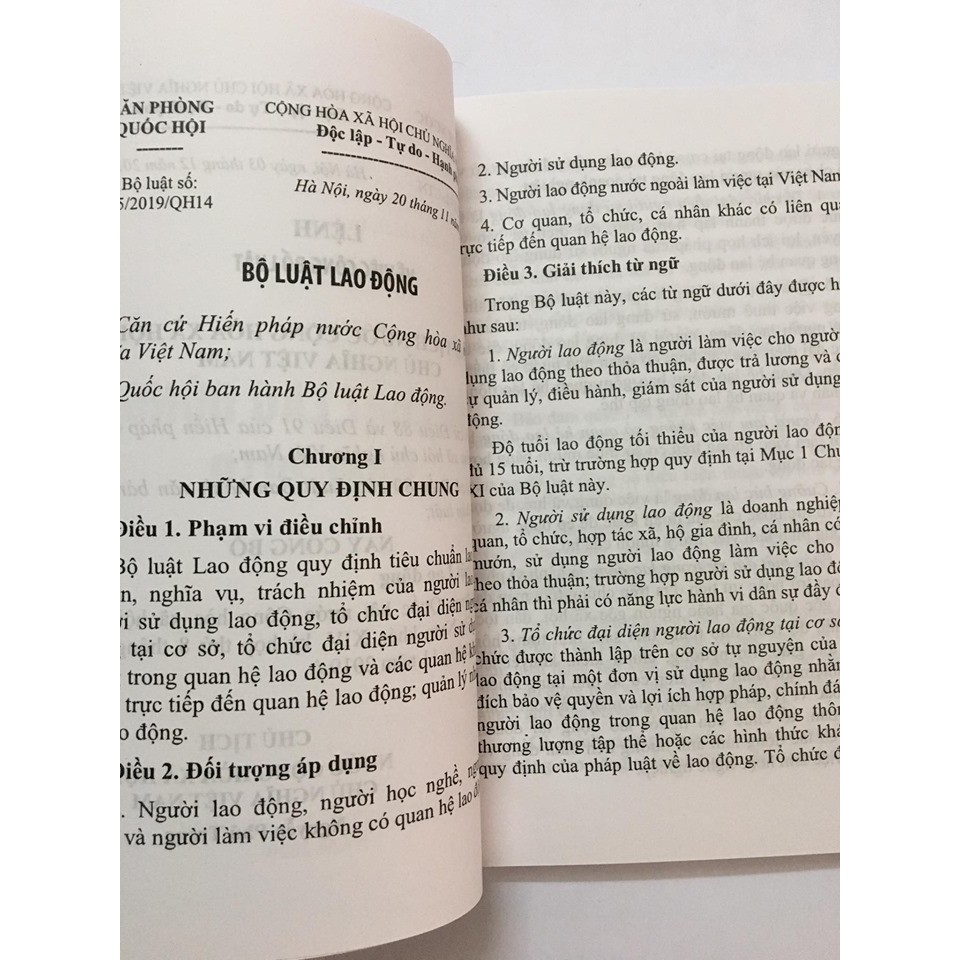 ĂN PHÒNG
QUỐC HỘI
--------
Bộ luật số:
5/2019/QH14
CỘNG HÒA XÃ HỘI CHỦ NGHĨA
Độc lập - Tự do - Hạnh
Hà Nội, ngày 20 tháng 11 năm
BỘ LUẬT LAO ĐỘNG
Căn cứ Hiến pháp nước Cộng hòa xã
a Việt Nam;
Quốc hội ban hành Bộ luật Lao động.
Chương I
NHỮNG QUY ĐỊNH CHUNG
Điều 1. Phạm vi điều chỉnh
Bộ luật Lao động quy định tiêu chuẩn la
n, nghĩa vụ, trách nhiệm của người la
i sử dụng lao động, tổ chức đại diện ng
tại cơ sở, tổ chức đại diện người sử d
trong quan hệ lao động và các quan hệ k
trực tiếp đến quan hệ lao động; quản lý n
o động.
Điều 2. Đối tượng áp dụng
. Người lao động, người học nghề, ng
và người làm việc không có quan hệ lao đ
2. Người sử dụng lao động.
3. Người lao động nước ngoài làm việc tại Việt Nam
4. Cơ quan, tổ chức, cá nhân khác có liên qua
rực tiếp đến quan hệ lao động.
Điều 3. Giải thích từ ngữ
Trong Bộ luật này, các từ ngữ dưới đây được h
như sau:
1. Người lao động là người làm việc cho người
dụng lao động theo thỏa thuận, được trả lương và c
ự quản lý, điều hành, giám sát của người sử dụng
động.
Độ tuổi lao động tối thiểu của người lao độn
đủ 15 tuổi, trừ trường hợp quy định tại Mục 1 Chư
XI của Bộ luật này.
2. Người sử dụng lao động là doanh nghiệp
quan, tổ chức, hợp tác xã, hộ gia đình, cá nhân có
mướn, sử dụng người lao động làm việc cho
heo thỏa thuận; trường hợp người sử dụng lao độ
cá nhân thì phải có năng lực hành vi dân sự đầy đ
3. Tổ chức đại diện người lao động tại cơ sở
chức được thành lập trên cơ sở tự nguyện của
lao động tại một đơn vị sử dụng lao động nhằm
đích bảo vệ quyền và lợi ích hợp pháp, chính đá
người lao động trong quan hệ lao động thôn
thương lượng tập thể hoặc các hình thức khá
quy định của pháp luật về lao động. Tổ chức đ